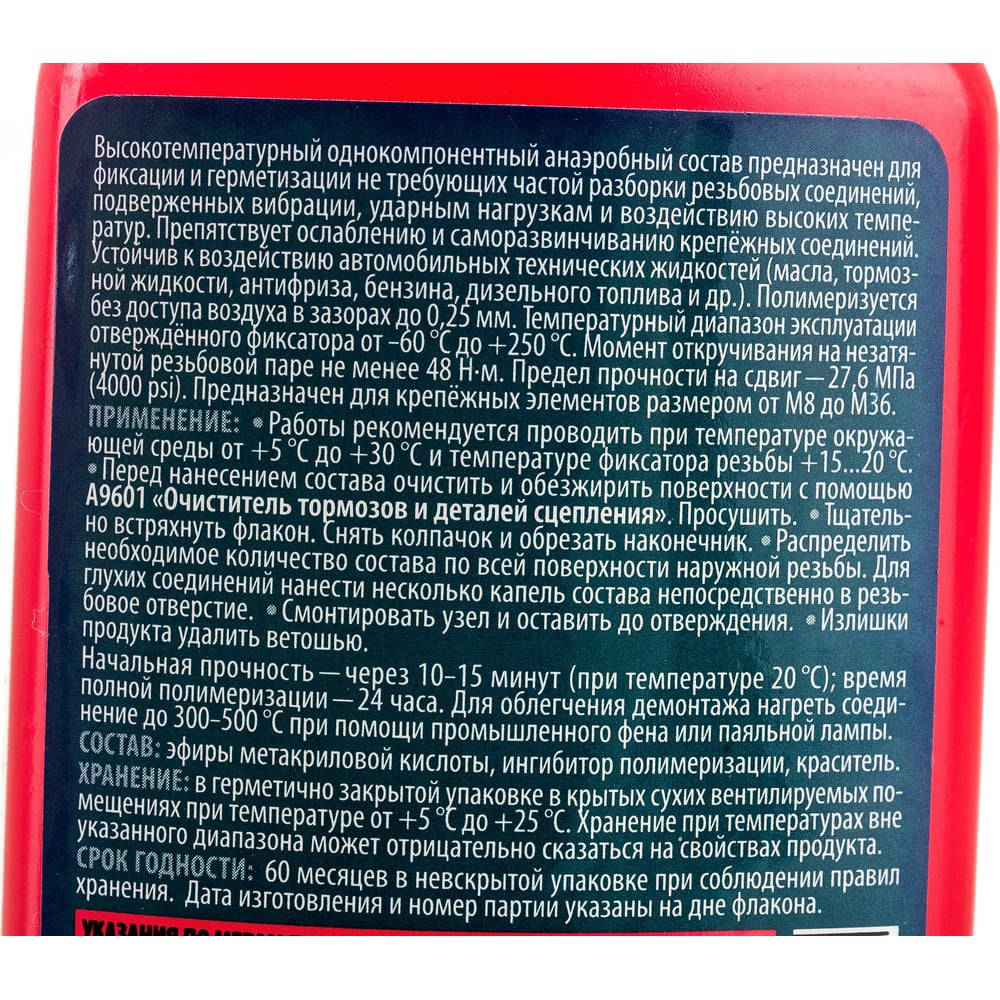 Высокотемпературный однокомпонентный анаэробный состав предназначен для
фиксации и герметизации не требующих частой разборки резьбовых соединений,
подверженных вибрации, ударным нагрузкам и воздействию высоких темпе-
ратур. Препятствует ослаблению и саморазвинчиванию крепёжных соединений.
Устойчив к воздействию автомобильных технических жидкостей (масла, тормоз-
ной жидкости, антифриза, бензина, дизельного топлива и др.). Полимеризуется
без доступа воздуха в зазорах до 0,25 мм. Температурный диапазон эксплуатации
отверждённого фиксатора от –60 °С до +250 °С. Момент откручивания на незатя-
нутой резьбовой паре не менее 48 Н·м. Предел прочности на сдвиг — 27,6 МПа
(4000 psi). Предназначен для крепёжных элементов размером от М8 до М36.
ПРИМЕНЕНИЕ: • Работы рекомендуется проводить при температуре окружа-
ющей среды от +5 °С до +30 °С и температуре фиксатора резьбы +15...20 °С.
• Перед нанесением состава очистить и обезжирить поверхности с помощью
А9601 «Очиститель тормозов и деталей сцепления». Просушить. • Тщатель-
но встряхнуть флакон. Снять колпачок и обрезать наконечник. • Распределить
необходимое количество состава по всей поверхности наружной резьбы. Для
глухих соединений нанести несколько капель состава непосредственно в резь-
бовое отверстие. • Смонтировать узел и оставить до отверждения. • Излишки
продукта удалить ветошью.
Начальная прочность — через 10–15 минут (при температуре 20 °С); время
полной полимеризации — 24 часа. Для облегчения демонтажа нагреть соеди-
нение до 300–500 °С при помощи промышленного фена или паяльной лампы.
СОСТАВ: эфиры метакриловой кислоты, ингибитор полимеризации, краситель.
ХРАНЕНИЕ: в герметично закрытой упаковке в крытых сухих вентилируемых по-
мещениях при температуре от +5 °С до +25 °С. Хранение при температурах вне
указанного диапазона может отрицательно сказаться на свойствах продукта.
СРОК ГОДНОСТИ: 60 месяцев в невскрытой упаковке при соблюдении правил
хранения. Дата изготовления и номер партии указаны на дне флакона.
УКАЗАНИЯ ПО